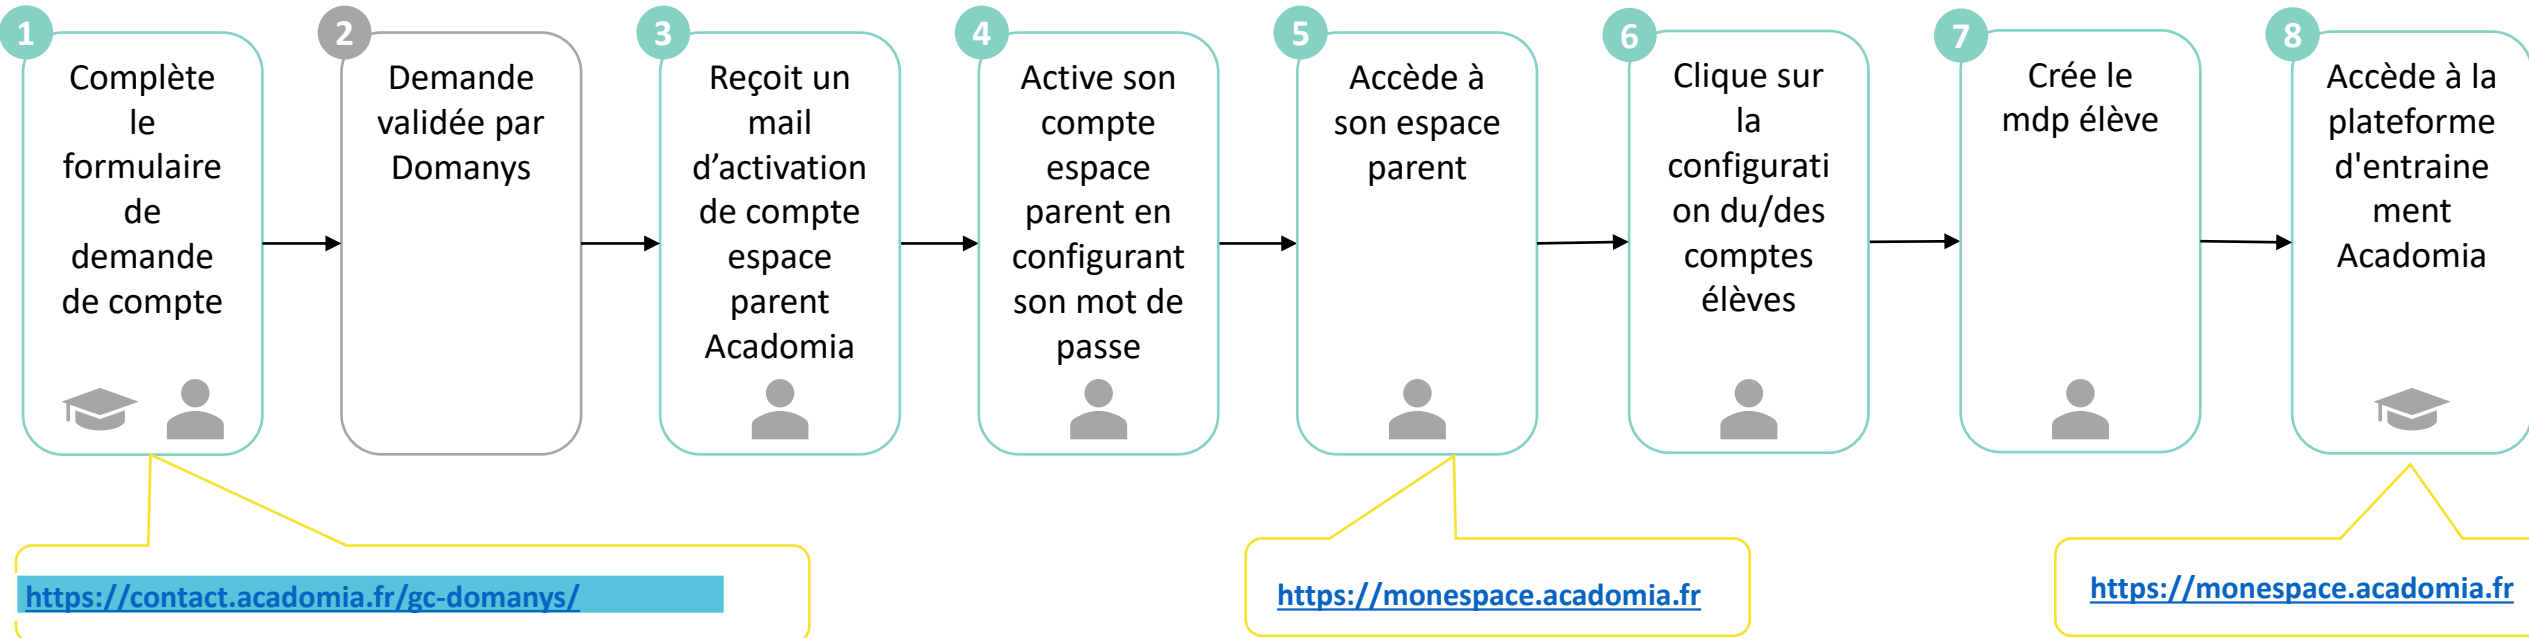 1
Complète
le
formulaire
de
demande
de compte
2
Demande
validée par
Domanys
3
Reçoit un
mail
d’activation
de compte
espace
parent
Acadomia
4
Active son
compte
espace
parent en
configurant
son mot de
passe
5
Accède à
son espace
parent
6
Clique sur
la
configurati
on du/des
comptes
élèves
7
Crée le
mdp élève
8
Accède à la
plateforme
d'entraine
ment
Acadomia
https://contact.acadomia.fr/gc-domanys/
https://monespace.acadomia.fr
https://monespace.acadomia.fr